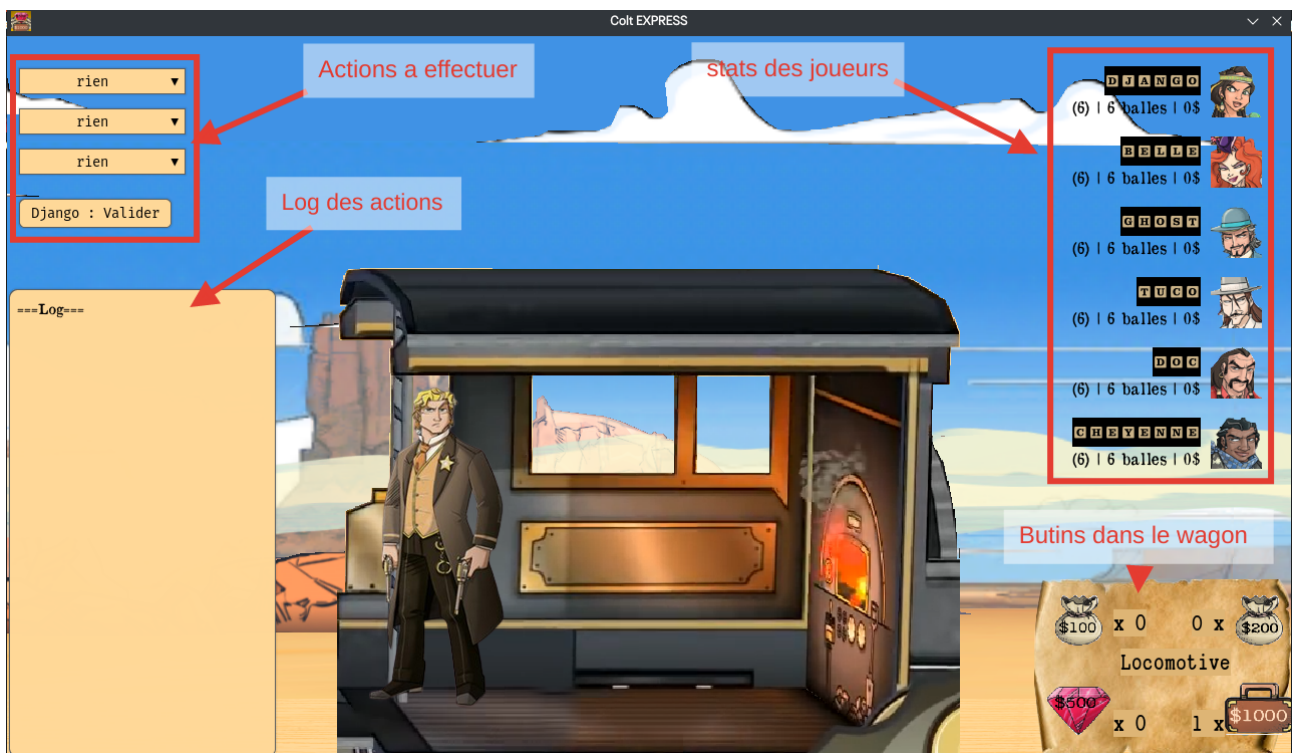 Colt EXPRESS
Actions a effectuer
stats des joueurs
rien
rien
rien
Django : Valider
Log des actions
===Log===
DJANGO
(6) | 6 balles | 0$
BELLE
(6) | 6 balles | 0$
GHOST
(6) | 6 balles | 0$
TUCO
(6) | 6 balles | 0$
DOC
(6) | 6 balles | 0$
CHEYENNE
(6) | 6 balles | 0$
Butins dans le wagon
$100 x 0 0 x $200
Locomotive
$500 x 0 1 x $1000